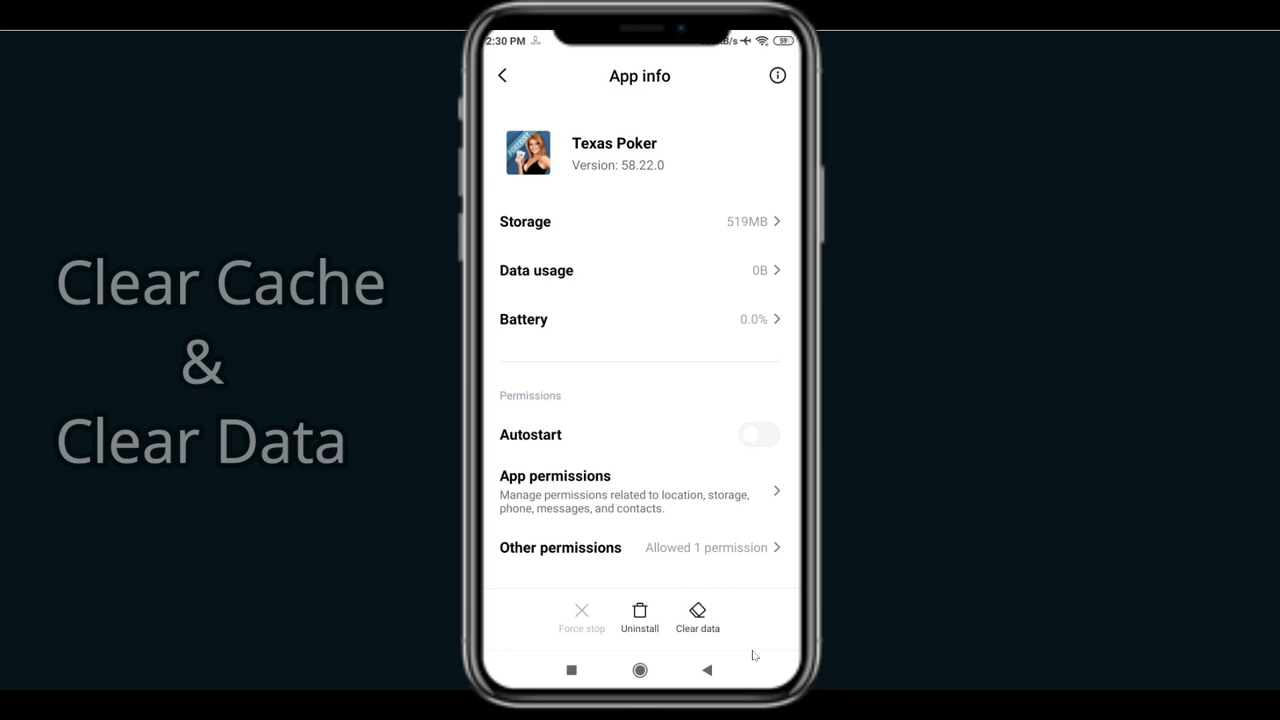 2:30 PM
B/s
59
App info
Texas Poker
Version: 58.22.0
Storage
519MB
Data usage
0B
Battery
0.0%
Permissions
Autostart
App permissions
Manage permissions related to location, storage,
phone, messages, and contacts.
Other permissions
Allowed 1 permission
Force stop
Uninstall
Clear data
Clear Cache
&
Clear Data